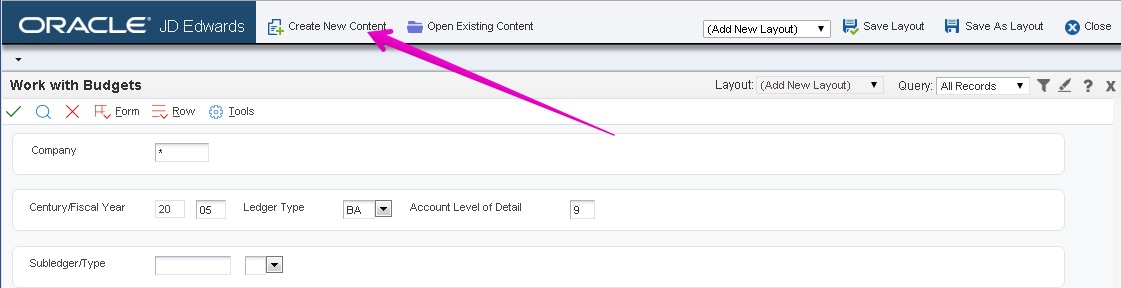 ORACLE JD Edwards Create New Content Open Existing Content (Add New Layout) Save Layout Save As Layout Close
Work with Budgets Layout: (Add New Layout) Query: All Records
Form Row Tools
Company *
Century/Fiscal Year 20 05 Ledger Type BA Account Level of Detail 9
Subledger/Type